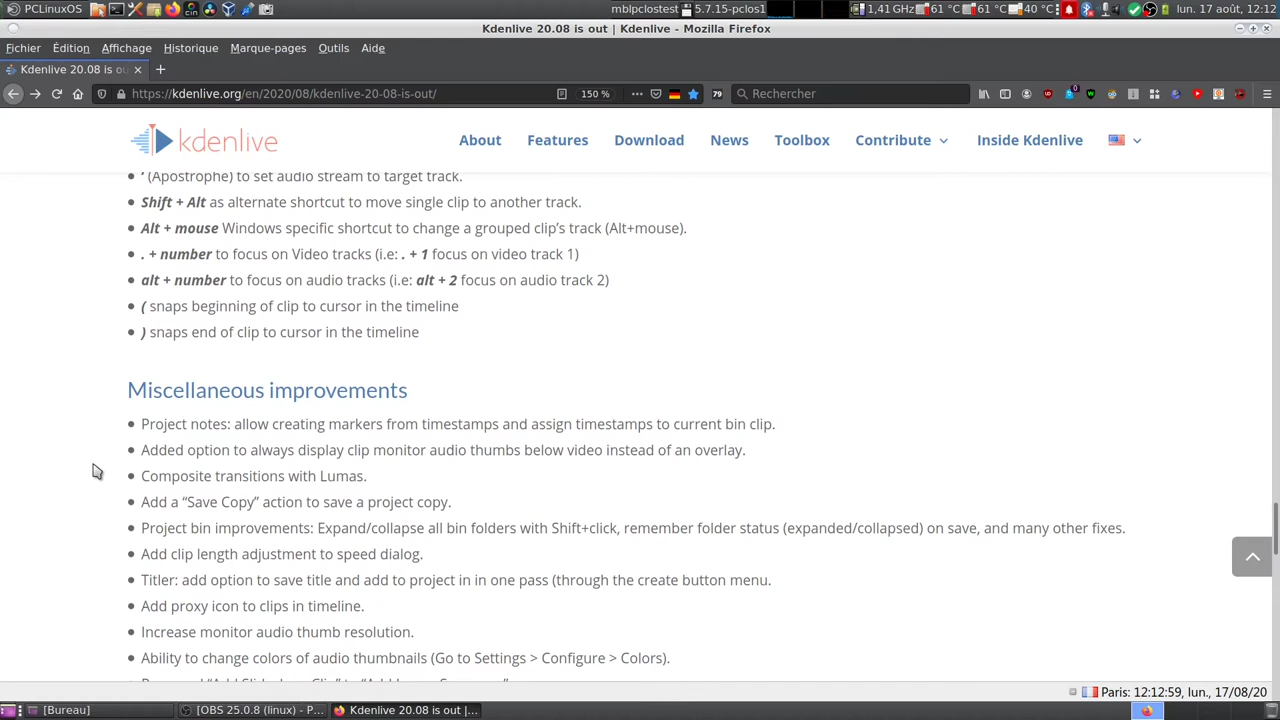 PCLinuxOS
mblpclostest 5.7.15-pclos1 1,41 GHz 61 °C 61 °C 40 °C lun. 17 août, 12:12
Kdenlive 20.08 is out | Kdenlive - Mozilla Firefox
Fichier Édition Affichage Historique Marque-pages Outils Aide
Kdenlive 20.08 is ou
https://kdenlive.org/en/2020/08/kdenlive-20-08-is-out/ 150 % 79 Rechercher
kdenlive About Features Download News Toolbox Contribute Inside Kdenlive
' (Apostrophe) to set audio stream to target track.
Shift + Alt as alternate shortcut to move single clip to another track.
Alt + mouse Windows specific shortcut to change a grouped clip’s track (Alt+mouse).
. + number to focus on Video tracks (i.e: . + 1 focus on video track 1)
alt + number to focus on audio tracks (i.e: alt + 2 focus on audio track 2)
( snaps beginning of clip to cursor in the timeline
) snaps end of clip to cursor in the timeline
Miscellaneous improvements
Project notes: allow creating markers from timestamps and assign timestamps to current bin clip.
Added option to always display clip monitor audio thumbs below video instead of an overlay.
Composite transitions with Lumas.
Add a “Save Copy” action to save a project copy.
Project bin improvements: Expand/collapse all bin folders with Shift+click, remember folder status (expanded/collapsed) on save, and many other fixes.
Add clip length adjustment to speed dialog.
Titler: add option to save title and add to project in in one pass (through the create button menu.
Add proxy icon to clips in timeline.
Increase monitor audio thumb resolution.
Ability to change colors of audio thumbnails (Go to Settings > Configure > Colors).
Paris: 12:12:59, lun., 17/08/20
[Bureau] [OBS 25.0.8 (linux) - P... Kdenlive 20.08 is out |...